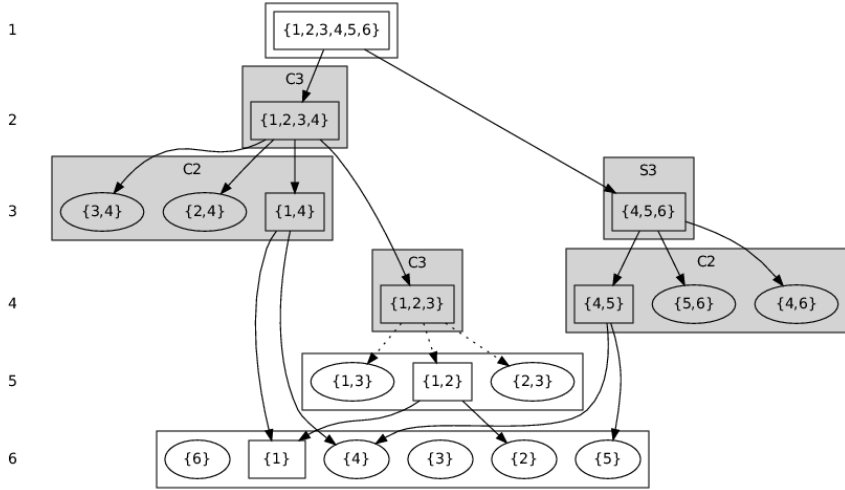 1 {1,2,3,4,5,6}
C3
2 {1,2,3,4}
C2 S3
3 {3,4} {2,4} {1,4} {4,5,6}
C3 C2
4 {1,2,3} {4,5} {5,6} {4,6}
5 {1,3} {1,2} {2,3}
6 {6} {1} {4} {3} {2} {5}